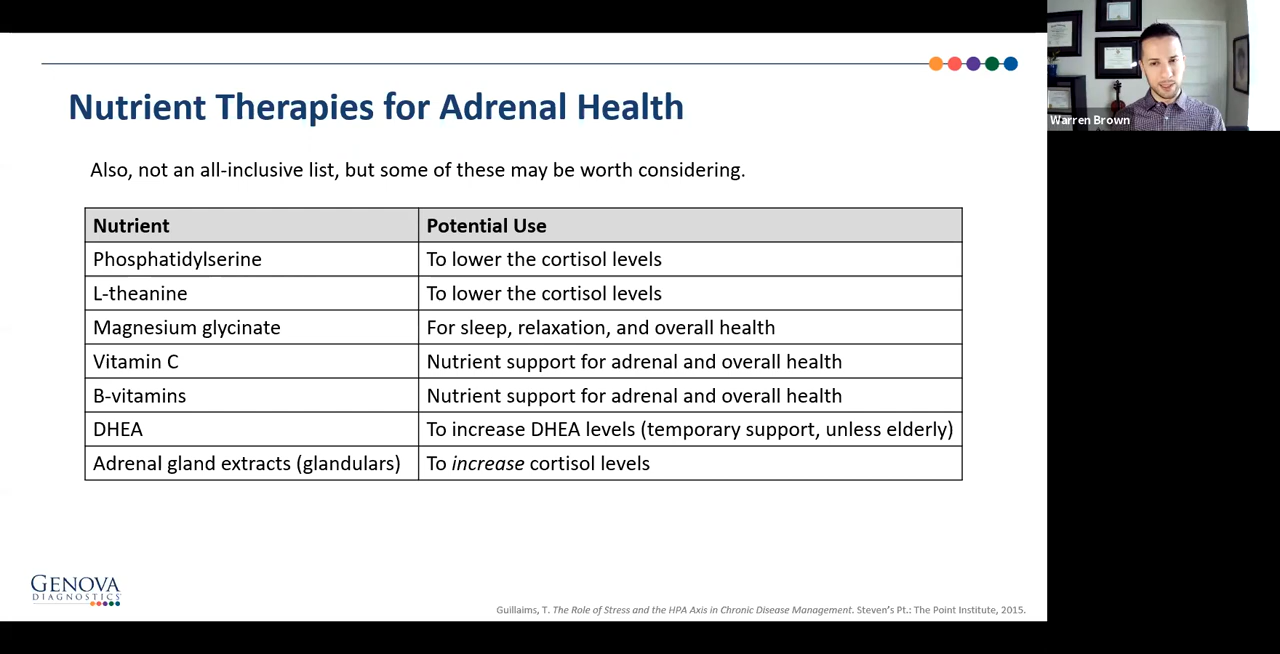 Nutrient Therapies for Adrenal Health
Also, not an all-inclusive list, but some of these may be worth considering.
Nutrient Potential Use
Phosphatidylserine To lower the cortisol levels
L-theanine To lower the cortisol levels
Magnesium glycinate For sleep, relaxation, and overall health
Vitamin C Nutrient support for adrenal and overall health
B-vitamins Nutrient support for adrenal and overall health
DHEA To increase DHEA levels (temporary support, unless elderly)
Adrenal gland extracts (glandulars) To increase cortisol levels
GENOVA
DIAGNOSTICS
Guillaims, T. The Role of Stress and the HPA Axis in Chronic Disease Management. Steven's Pt.: The Point Institute, 2015.
Warren Brown